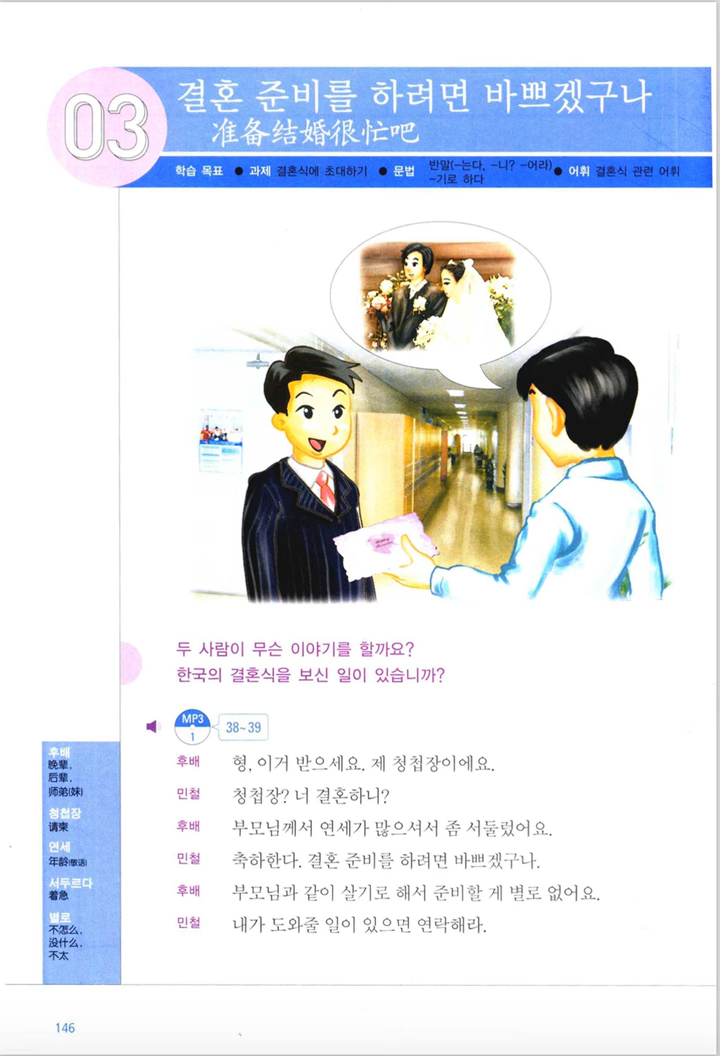 03
결혼 준비를 하려면 바쁘겠구나
准备结婚很忙吧
학습 목표 ● 과제 결혼식에 초대하기 ● 문법 반말(-는다, -니? -어라)
-기로 하다 ● 어휘 결혼식 관련 어휘
두 사람이 무슨 이야기를 할까요?
한국의 결혼식을 보신 일이 있습니까?
MP3
1
38~39
후배 형, 이거 받으세요. 제 청첩장이에요.
민철 청첩장? 너 결혼하니?
후배 부모님께서 연세가 많으셔서 좀 서둘렀어요.
민철 축하한다. 결혼 준비를 하려면 바쁘겠구나.
후배 부모님과 같이 살기로 해서 준비할 게 별로 없어요.
민철 내가 도와줄 일이 있으면 연락해라.
후배
晚辈,
后辈,
师弟(妹)
청첩장
请柬
연세
年龄(敬语)
서두르다
着急
별로
不怎么,
没什么,
不太
146